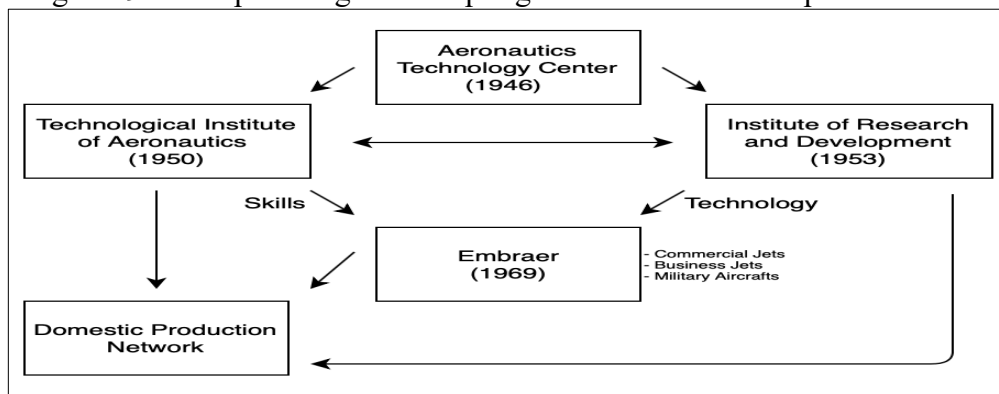 Aeronautics
Technology Center
(1946)
Technological Institute
of Aeronautics
(1950)
Institute of Research
and Development
(1953)
Skills
Technology
Embraer
(1969)
- Commercial Jets
- Business Jets
- Military Aircrafts
Domestic Production
Network